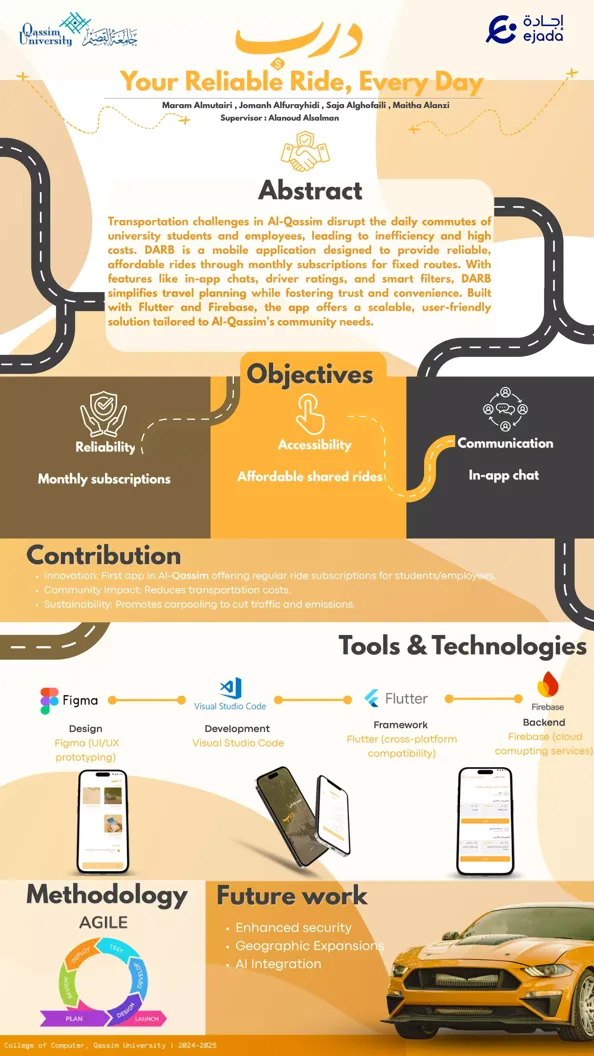 Qassim
University
جامعة القصيم
إجادة
ejada
درب
Your Reliable Ride, Every Day
Maram Almutairi , Jomanh Alfurayhidi , Saja Alghofaili , Maitha Alanzi
Supervisor : Alanoud Alsalman
Abstract
Transportation challenges in Al-Qassim disrupt the daily commutes of
university students and employees, leading to inefficiency and high
costs. DARB is a mobile application designed to provide reliable,
affordable rides through monthly subscriptions for fixed routes. With
features like in-app chats, driver ratings, and smart filters, DARB
simplifies travel planning while fostering trust and convenience. Built
with Flutter and Firebase, the app offers a scalable, user-friendly
solution tailored to Al-Qassim's community needs.
Objectives
Reliability
Monthly subscriptions
Accessibility
Affordable shared rides
Communication
In-app chat
Contribution
• Innovation: First app in Al-Qassim offering regular ride subscriptions for students/employees.
• Community impact: Reduces transportation costs.
• Sustainability: Promotes carpooling to cut traffic and emissions.
Tools & Technologies
Figma
Design
Figma (UI/UX
prototyping)
Visual Studio Code
Development
Visual Studio Code
Flutter
Framework
Flutter (cross-platform
compatibility)
Firebase
Backend
Firebase (cloud
comupting services)
Methodology
AGILE
PLAN
DESIGN
DEVELOP
TEST
DEPLOY
REVIEW
LAUNCH
Future work
• Enhanced security
• Geographic Expansions
• AI Integration
College of Computer, Qassim University | 2024-2025